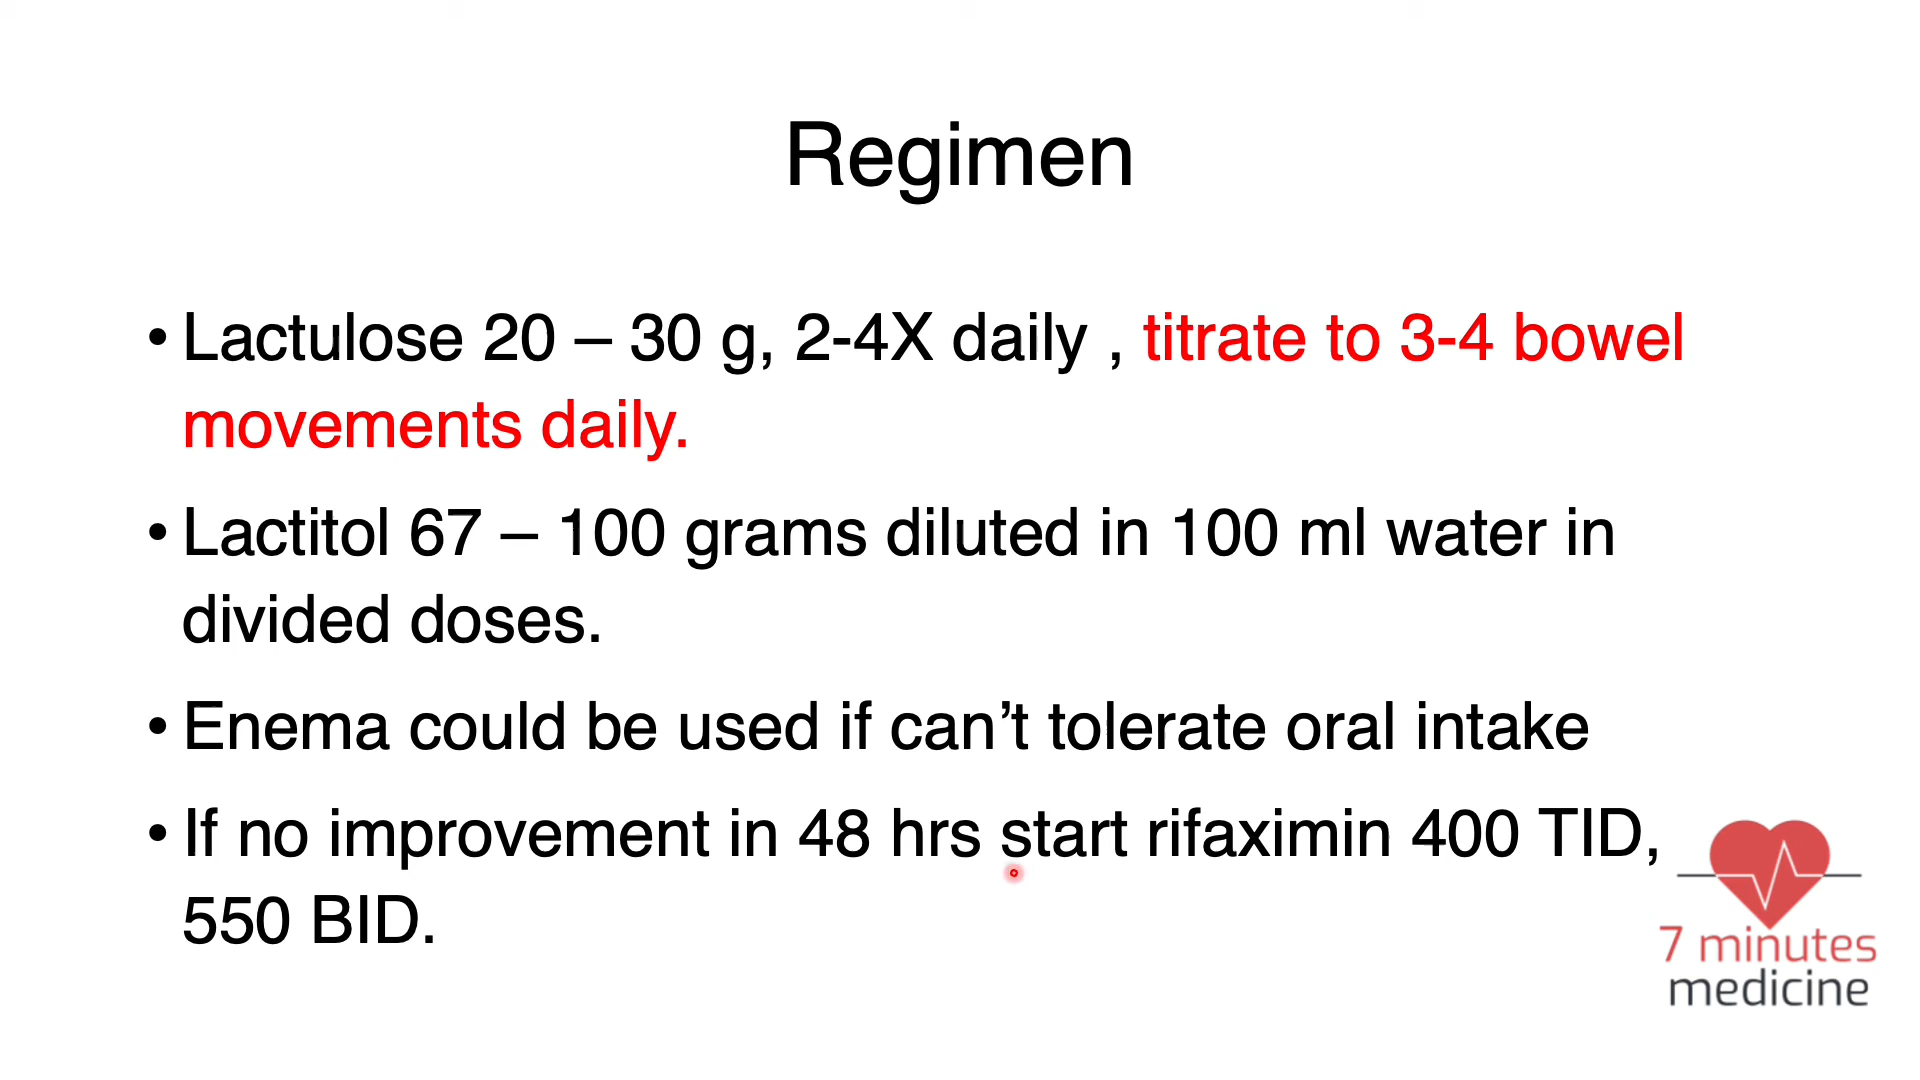 Regimen
• Lactulose 20 – 30 g, 2-4X daily , titrate to 3-4 bowel
movements daily.
• Lactitol 67 – 100 grams diluted in 100 ml water in
divided doses.
• Enema could be used if can’t tolerate oral intake
• If no improvement in 48 hrs start rifaximin 400 TID,
550 BID.
7 minutes
medicine